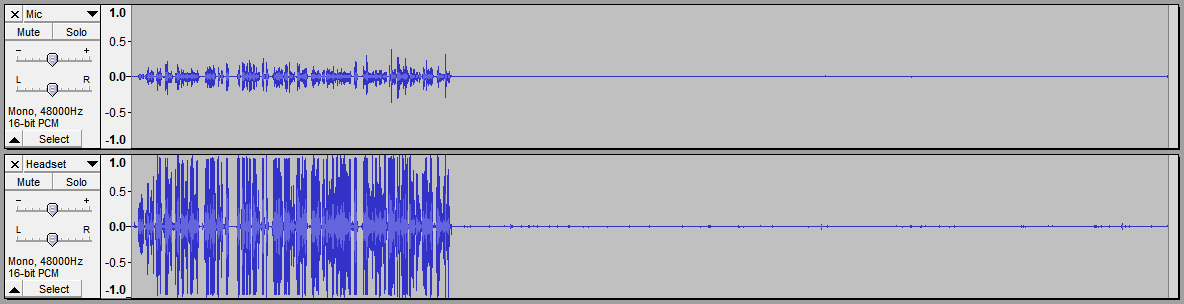 × Mic ▼
Mute Solo
- +
L R
Mono, 48000Hz
16-bit PCM
▲ Select
1.0
0.5
0.0
-0.5
-1.0
× Headset ▼
Mute Solo
- +
L R
Mono, 48000Hz
16-bit PCM
▲ Select
1.0
0.5
0.0
-0.5
-1.0